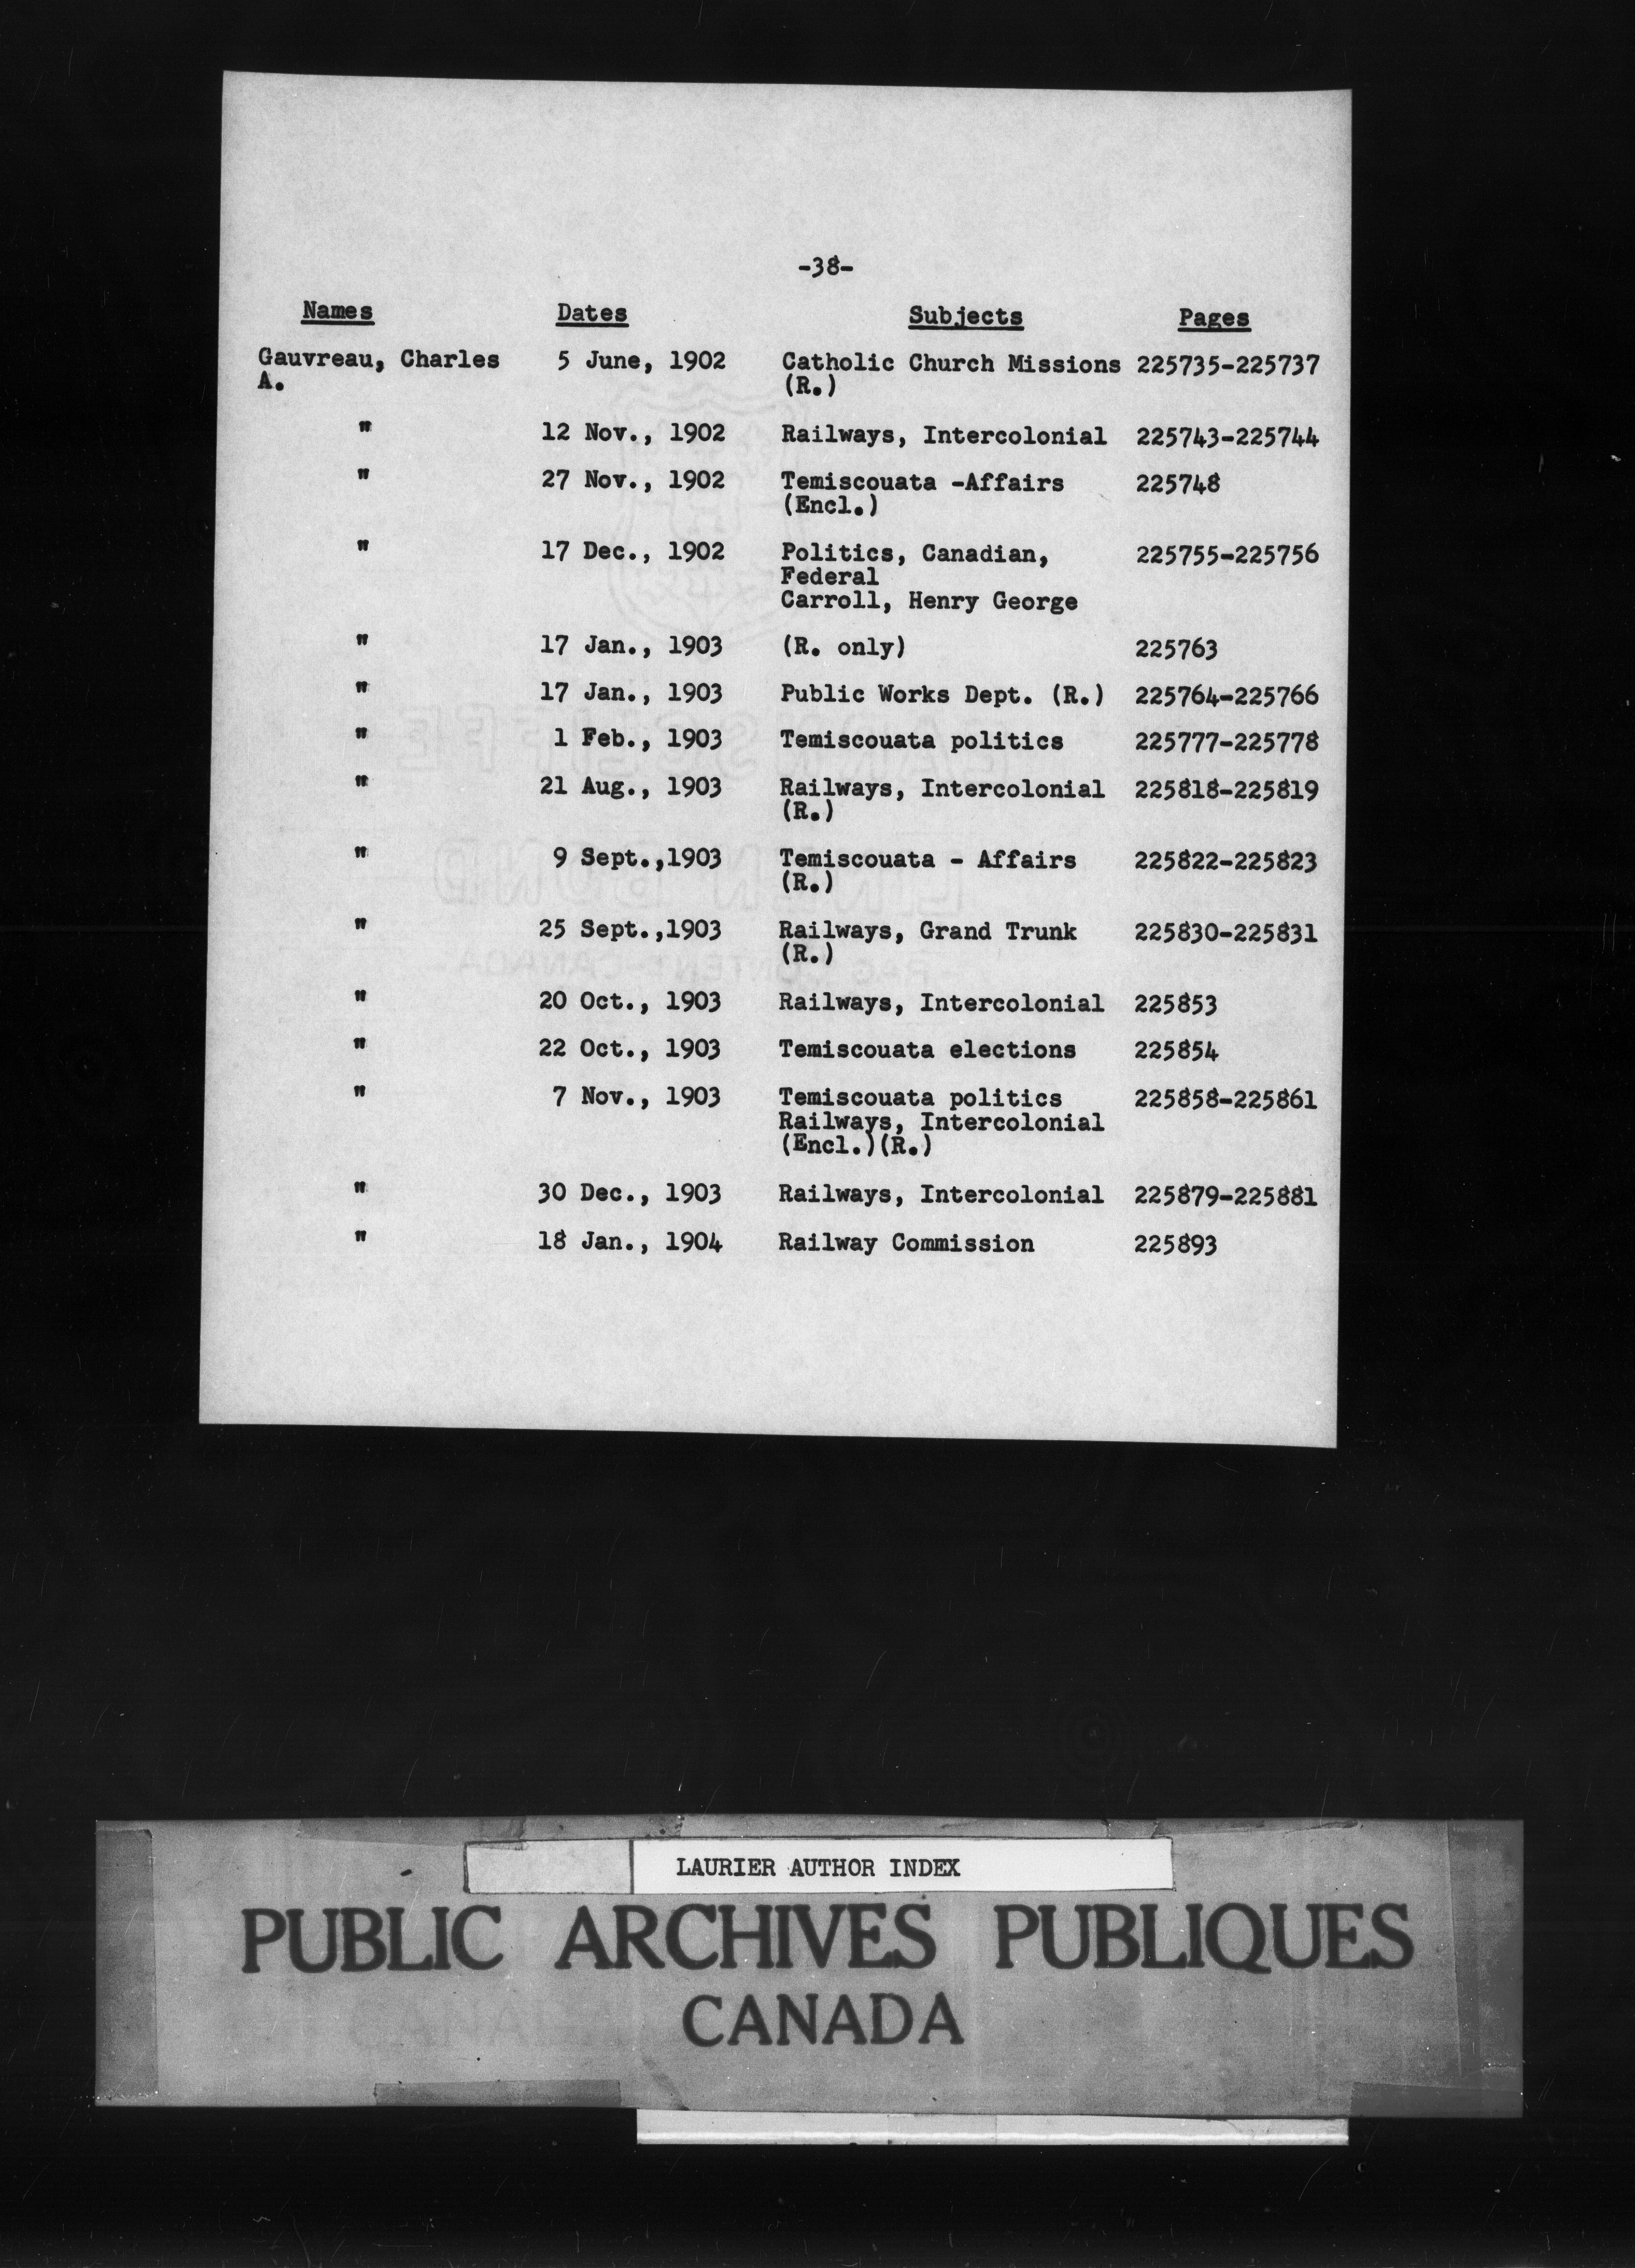 -38-
Names Dates Subjects Pages
Gauvreau, Charles 5 June, 1902 Catholic Church Missions 225735-225737
A. (R.)
" 12 Nov., 1902 Railways, Intercolonial 225743-225744
" 27 Nov., 1902 Temiscouata -Affairs 225748
(Encl.)
" 17 Dec., 1902 Politics, Canadian, 225755-225756
Federal
Carroll, Henry George
" 17 Jan., 1903 (R. only) 225763
" 17 Jan., 1903 Public Works Dept. (R.) 225764-225766
" 1 Feb., 1903 Temiscouata politics 225777-225778
" 21 Aug., 1903 Railways, Intercolonial 225818-225819
(R.)
" 9 Sept.,1903 Temiscouata - Affairs 225822-225823
(R.)
" 25 Sept.,1903 Railways, Grand Trunk 225830-225831
(R.)
" 20 Oct., 1903 Railways, Intercolonial 225853
" 22 Oct., 1903 Temiscouata elections 225854
" 7 Nov., 1903 Temiscouata politics 225858-225861
Railways, Intercolonial
(Encl.)(R.)
" 30 Dec., 1903 Railways, Intercolonial 225879-225881
" 18 Jan., 1904 Railway Commission 225893
LAURIER AUTHOR INDEX
PUBLIC ARCHIVES PUBLIQUES
CANADA